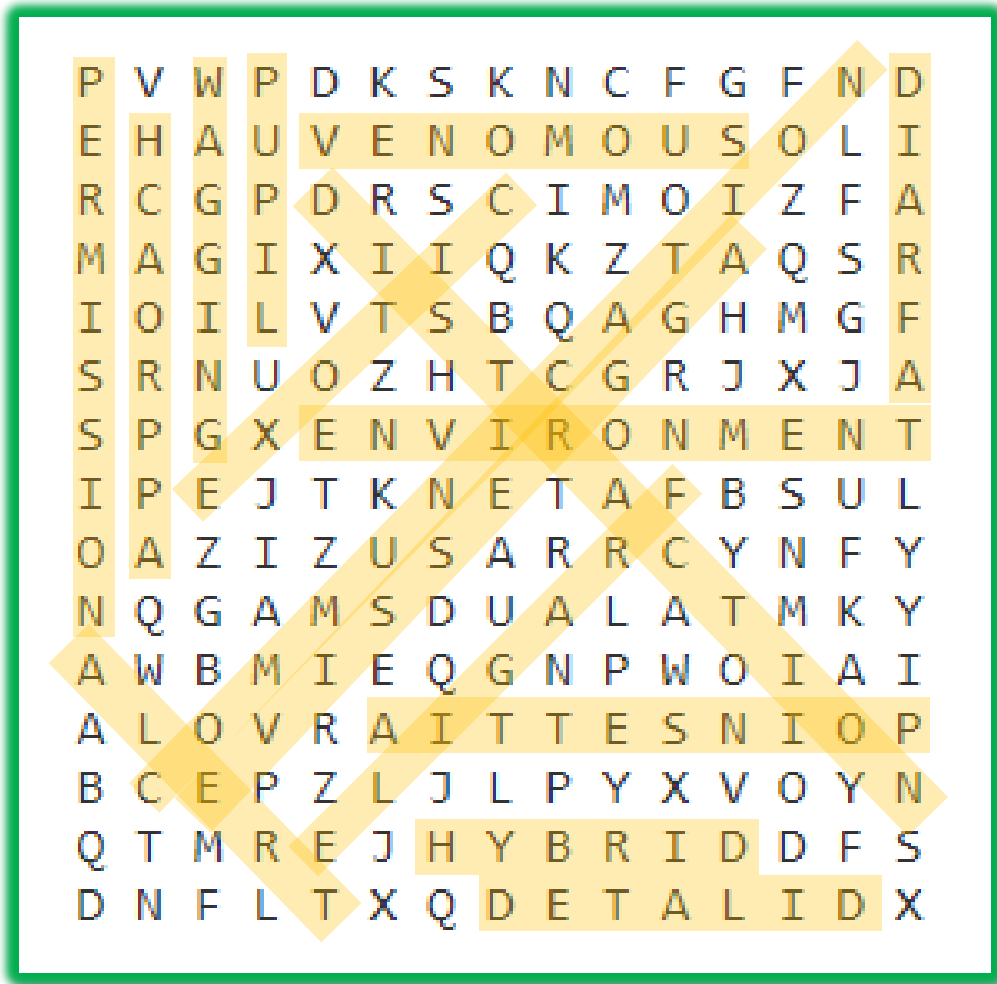 P V W P D K S K N C F G F N D
E H A U V E N O M O U S O L I
R C G P D R S C I M O I Z F A
M A G I X I I Q K Z T A Q S R
I O I L V T S B Q A G H M G F
S R N U O Z H T C G R J X J A
S P G X E N V I R O N M E N T
I P E J T K N E T A F B S U L
O A Z I Z U S A R R C Y N F Y
N Q G A M S D U A L A T M K Y
A W B M I E Q G N P W O I A I
A L O V R A I T T E S N I O P
B C E P Z L J L P Y X V O Y N
Q T M R E J H Y B R I D D F S
D N F L T X Q D E T A L I D X